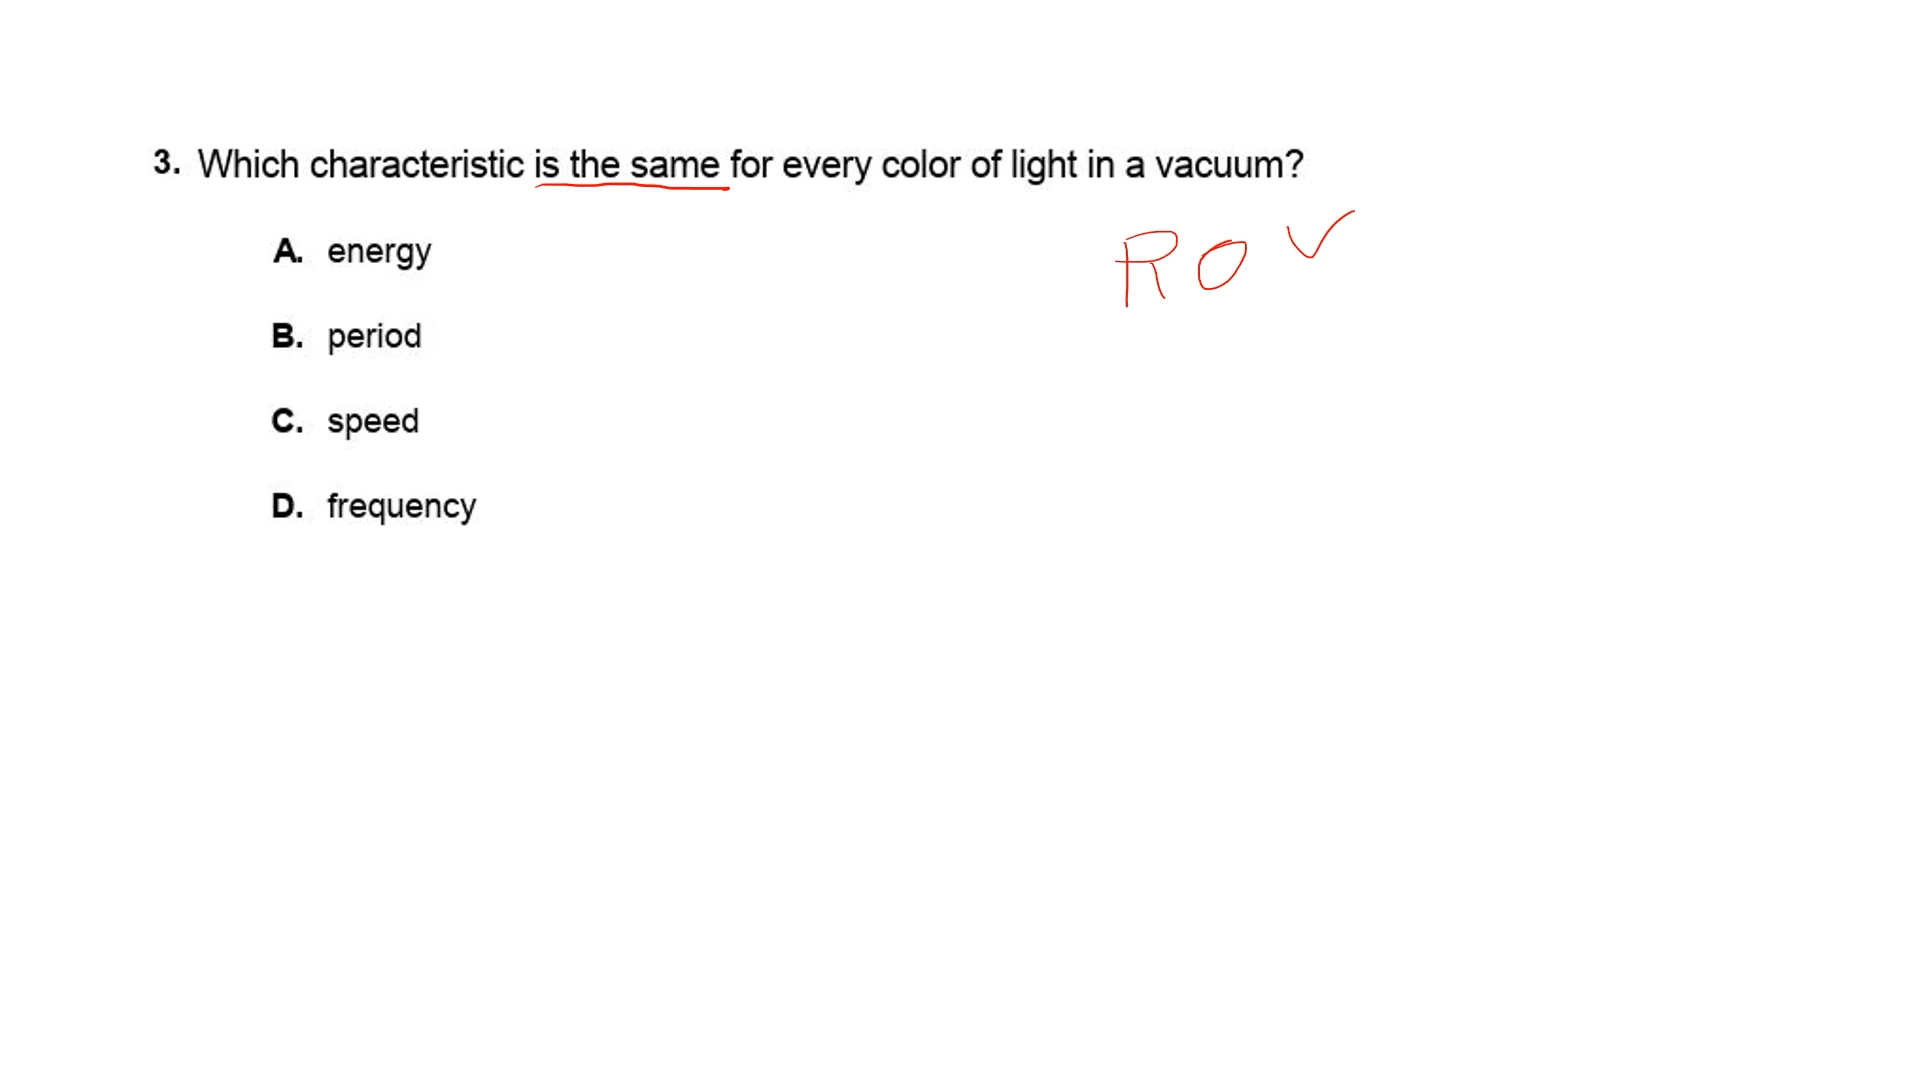 3. Which characteristic is the same for every color of light in a vacuum?
R O
A. energy
B. period
C. speed
D. frequency